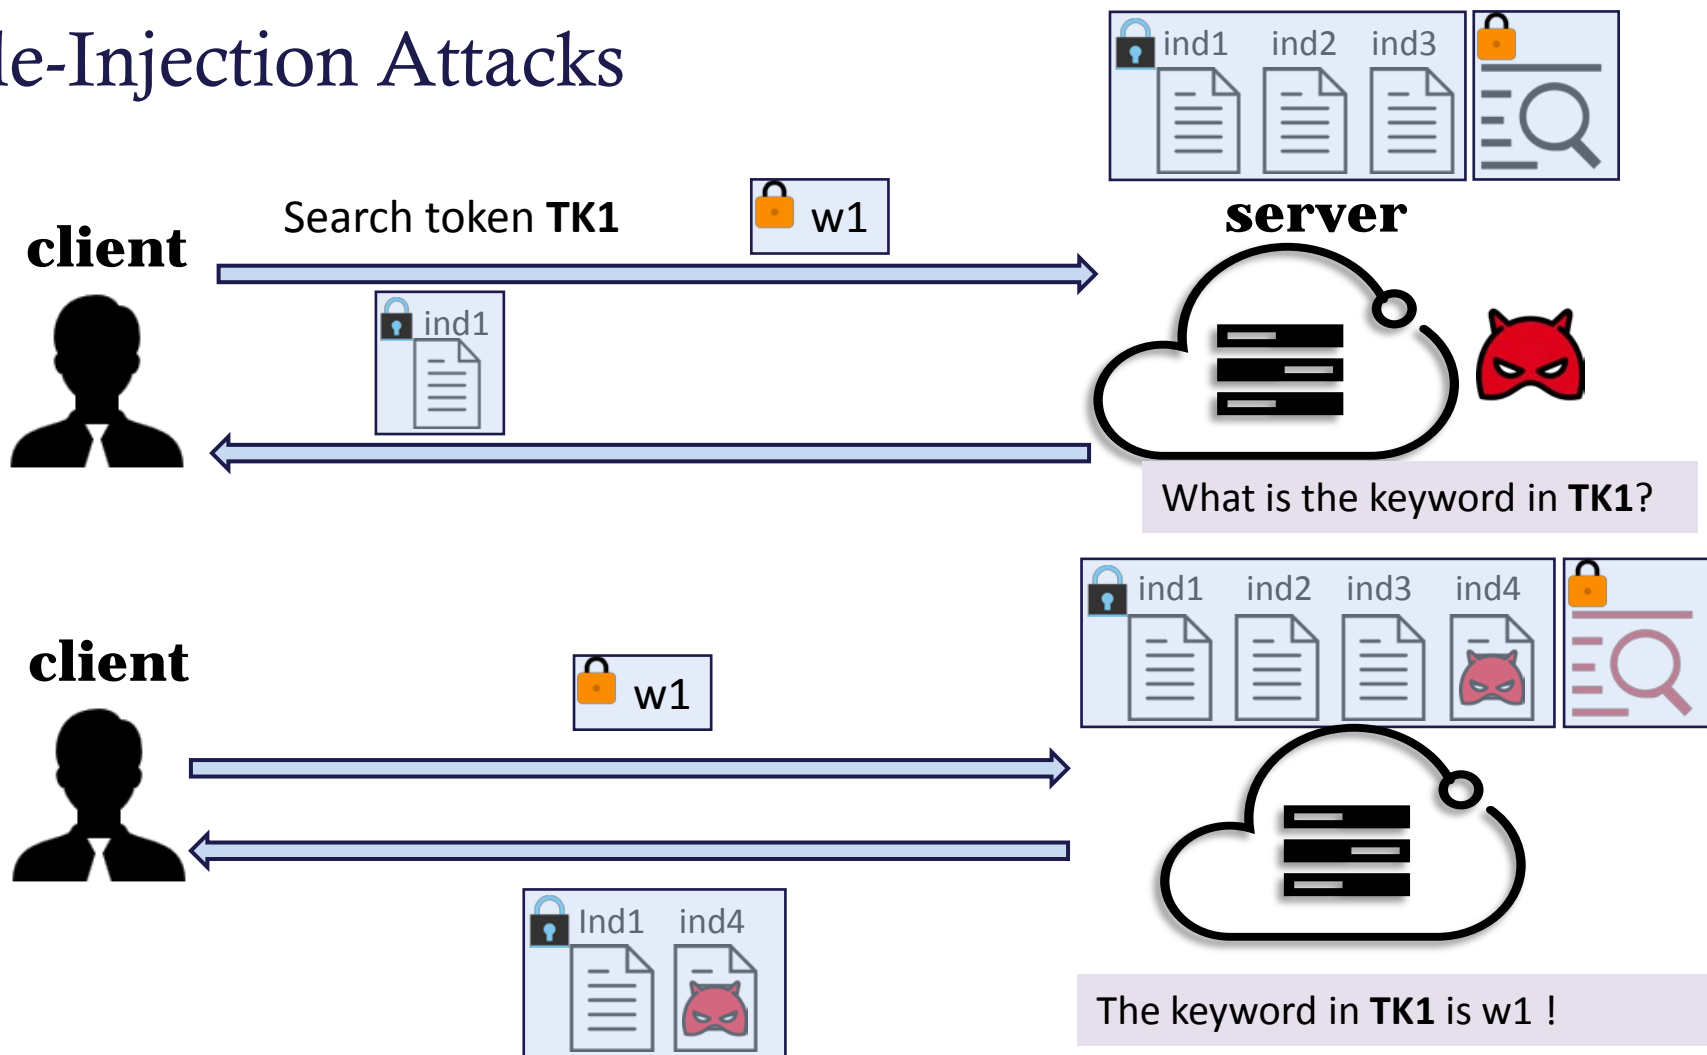 le-Injection Attacks
ind1 ind2 ind3
Search token TK1
w1
client
server
ind1
What is the keyword in TK1?
ind1 ind2 ind3 ind4
client
w1
Ind1 ind4
The keyword in TK1 is w1 !